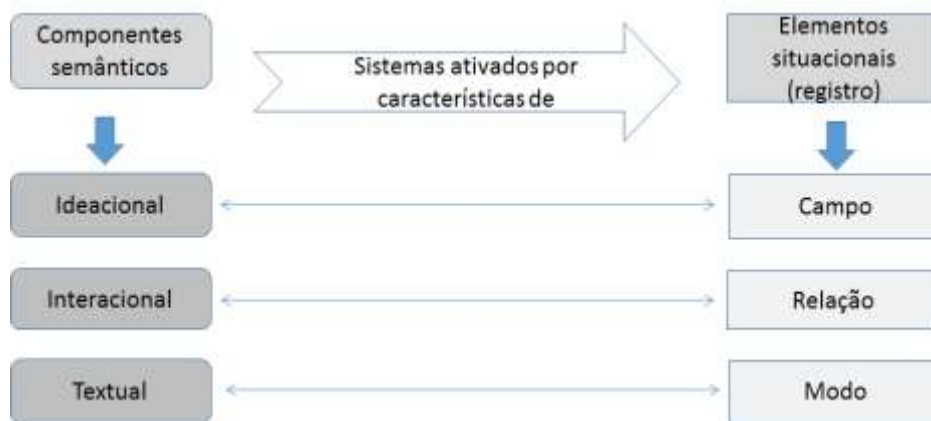 Componentes
semânticos
Sistemas ativados por
características de
Elementos
situacionais
(registro)
Ideacional
Campo
Interacional
Relação
Textual
Modo